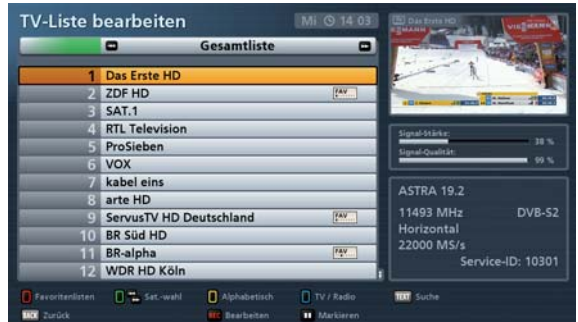 TV-Liste bearbeiten
Mi 14 03
Gesamtliste
1 Das Erste HD
2 ZDF HD FAV
3 SAT.1
4 RTL Television
5 ProSieben
6 VOX
7 kabel eins
8 arte HD
9 ServusTV HD Deutschland FAV
10 BR Süd HD
11 BR-alpha FAV
12 WDR HD Köln
Das Erste HD
VIESMANN
Signal-Stärke:
38 %
Signal-Qualität:
99 %
ASTRA 19.2
11493 MHz DVB-S2
Horizontal
22000 MS/s
Service-ID: 10301
Favoritenlisten Sat.-wahl Alphabetisch TV / Radio TEXT Suche
BACK Zurück REC Bearbeiten Markieren